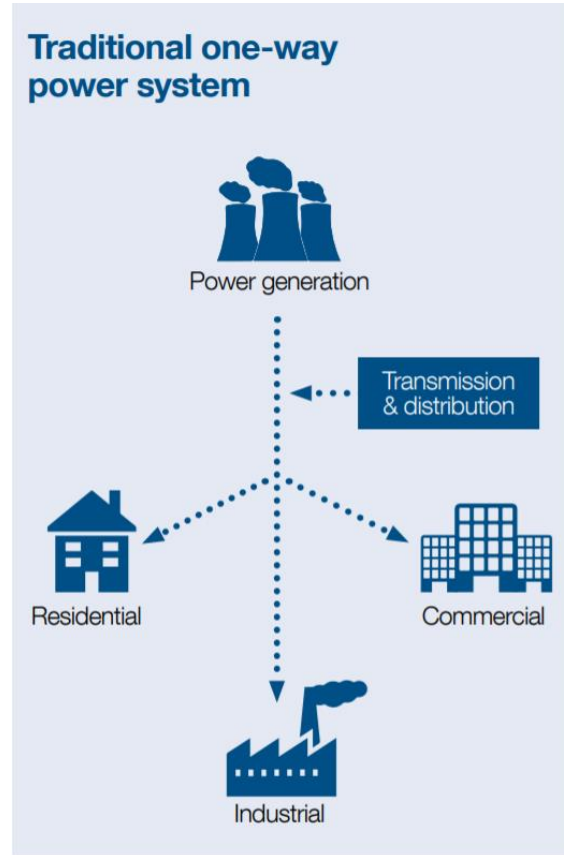 Traditional one-way
power system
Power generation
Transmission
& distribution
Residential
Commercial
Industrial